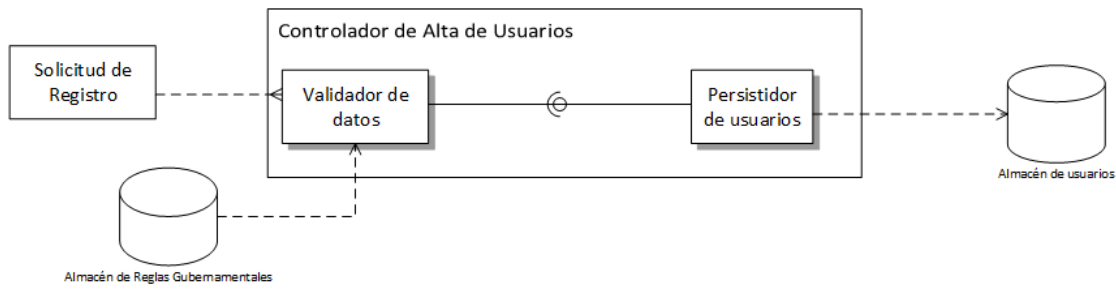 Controlador de Alta de Usuarios
Solicitud de
Registro
Validador de
datos
Persistidor
de usuarios
Almacén de usuarios
Almacén de Reglas Gubernamentales